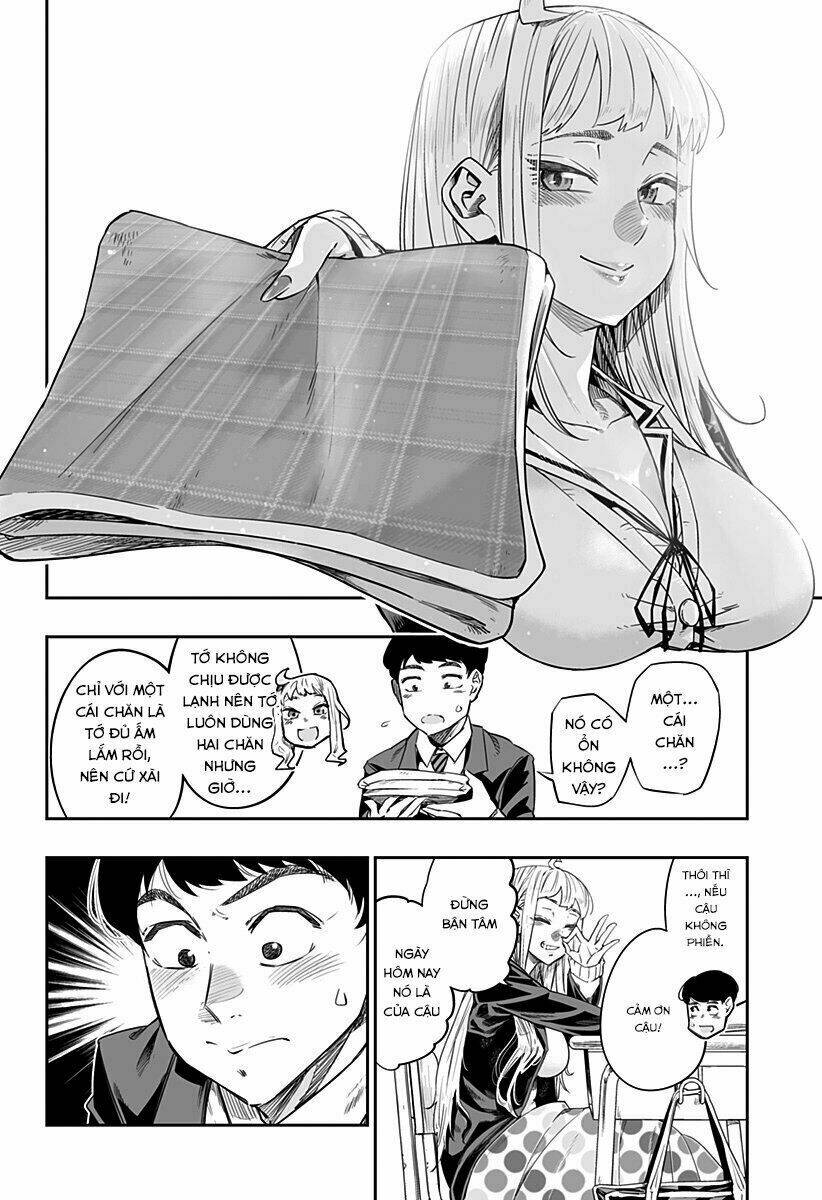 MỘT...
CÁI
CHĂN
...?
NÓ CÓ
ỔN
KHÔNG
VẬY?
TỚ KHÔNG
CHỊU ĐƯỢC
LẠNH NÊN TỚ
LUÔN DÙNG
HAI CHĂN
NHƯNG
GIỜ...
CHỈ VỚI MỘT
CÁI CHĂN LÀ
TỚ ĐỦ ẤM
LẮM RỒI,
NÊN CỨ XÀI
ĐI!
THÔI THÌ
..., NẾU
CẬU
KHÔNG
PHIỀN.
CẢM ƠN
CẬU!
ĐỪNG
BẬN TÂM
NGÀY
HÔM NAY
NÓ LÀ
CỦA CẬU